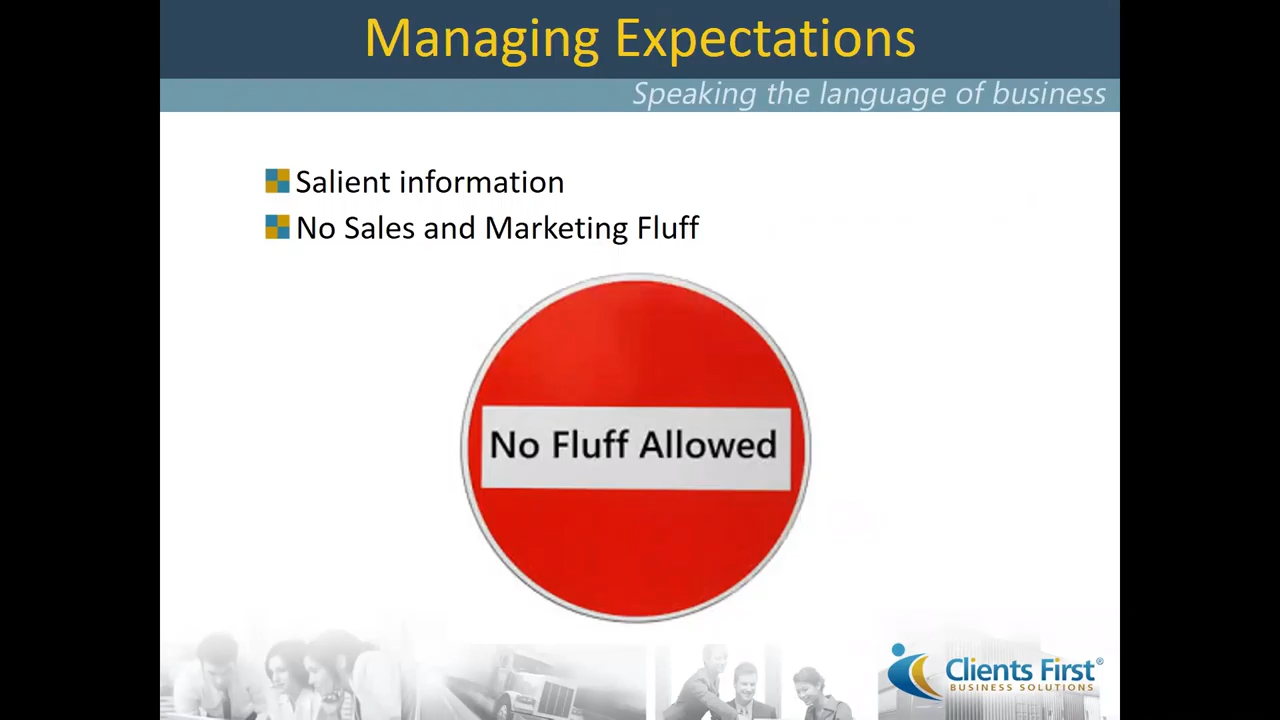 Managing Expectations
Speaking the language of business
Salient information
No Sales and Marketing Fluff
No Fluff Allowed
Clients First®
BUSINESS SOLUTIONS